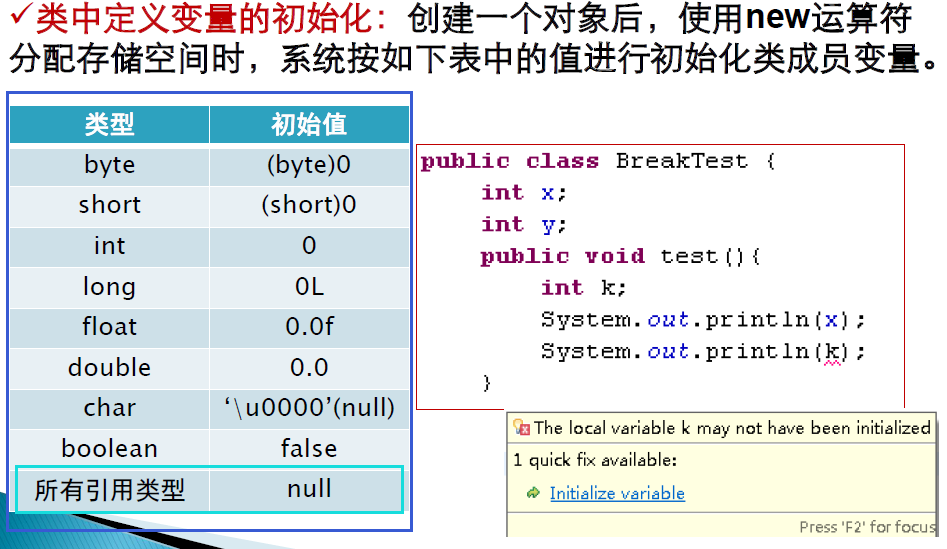 ✓类中定义变量的初始化：创建一个对象后，使用new运算符
分配存储空间时，系统按如下表中的值进行初始化类成员变量。
类型 初始值
byte (byte)0
short (short)0
int 0
long 0L
float 0.0f
double 0.0
char ‘\u0000’(null)
boolean false
所有引用类型 null
public class BreakTest {
int x;
int y;
public void test(){
int k;
System.out.println(x);
System.out.println(k);
}
The local variable k may not have been initialized
1 quick fix available:
Initialize variable
Press 'F2' for focus